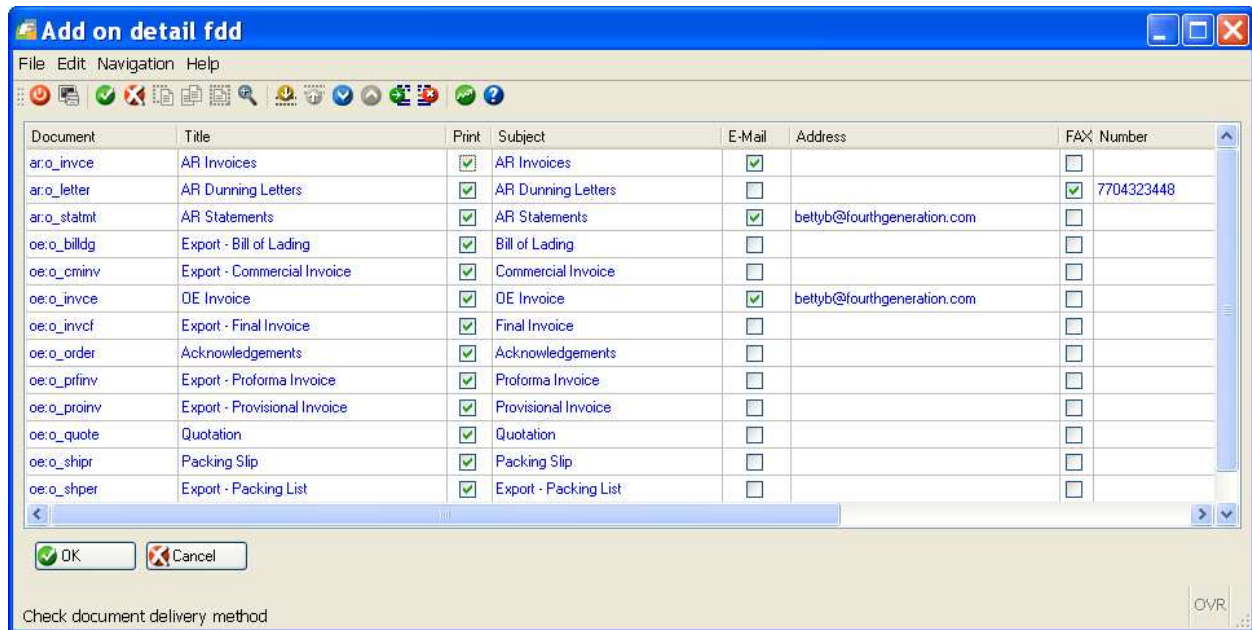 Add on detail fdd
File Edit Navigation Help
Document Title Print Subject E-Mail Address FAX Number
ar:o_invce AR Invoices AR Invoices
ar:o_letter AR Dunning Letters AR Dunning Letters 7704323448
ar:o_statmt AR Statements AR Statements bettyb@fourthgeneration.com
oe:o_billdg Export - Bill of Lading Bill of Lading
oe:o_cminv Export - Commercial Invoice Commercial Invoice
oe:o_invce OE Invoice OE Invoice bettyb@fourthgeneration.com
oe:o_invcf Export - Final Invoice Final Invoice
oe:o_order Acknowledgements Acknowledgements
oe:o_prfinv Export - Proforma Invoice Proforma Invoice
oe:o_proinv Export - Provisional Invoice Provisional Invoice
oe:o_quote Quotation Quotation
oe:o_shipr Packing Slip Packing Slip
oe:o_shper Export - Packing List Export - Packing List
OK Cancel
Check document delivery method OVR